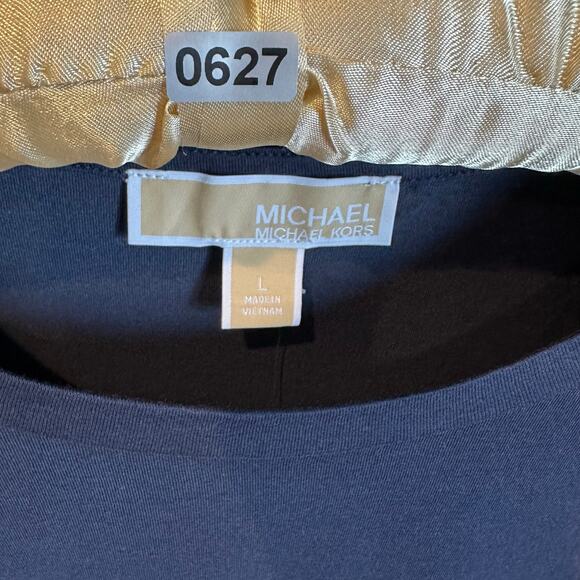 0627
MICHAEL
MICHAEL KORS
L
MADE IN
VIETNAM